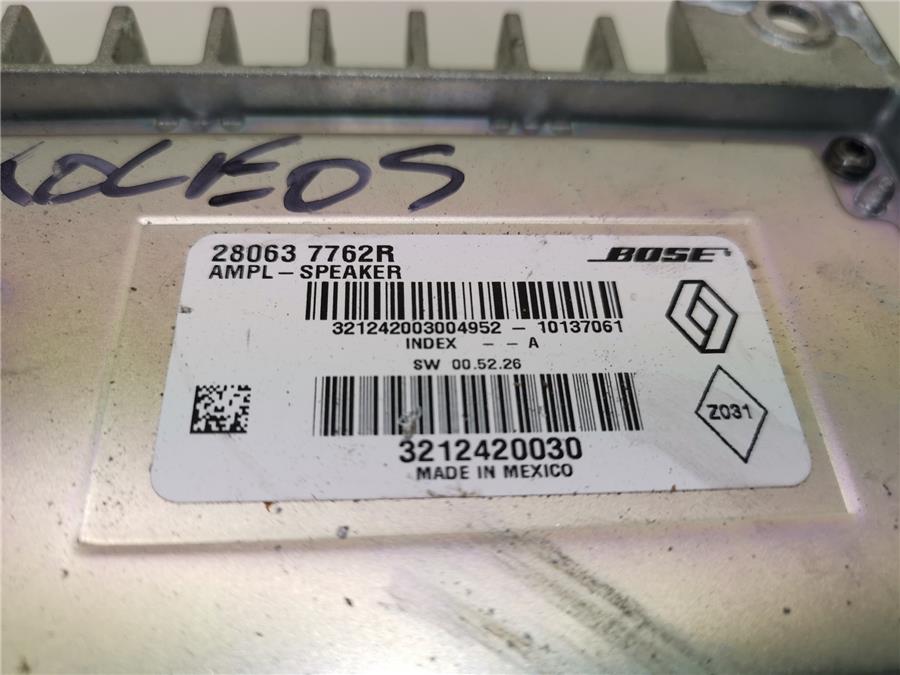 KOLEOS
28063 7762R
BOSE®
AMPL-SPEAKER
321242003004952 - 10137061
INDEX - - A
SW 00.52.26
Z031
3212420030
MADE IN MEXICO